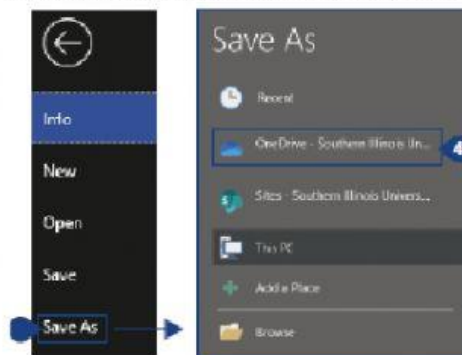 Info
New
Open
Save
Save As
Save As
Recent
OneDrive - Southern Illinois Un...
Sites - Southern Illinois Univers...
This PC
Add a Place
Browse
4